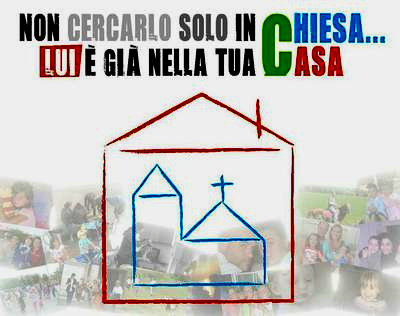 NON CERCARLO SOLO IN CHIESA...
LUI È GIÀ NELLA TUA CASA